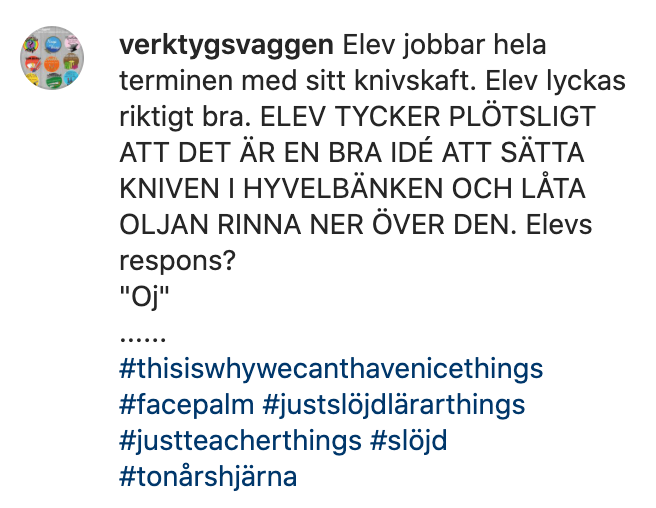 verktygsvaggen Elev jobbar hela
terminen med sitt knivskaft. Elev lyckas
riktigt bra. ELEV TYCKER PLÖTSLIGT
ATT DET ÄR EN BRA IDÉ ATT SÄTTA
KNIVEN I HYVELBÄNKEN OCH LÅTA
OLJAN RINNA NER ÖVER DEN. Elevs
respons?
"Oj"
......
#thisiswhywecanthavenicethings
#facepalm #justslöjdlärarthings
#justteacherthings #slöjd
#tonårshjärna